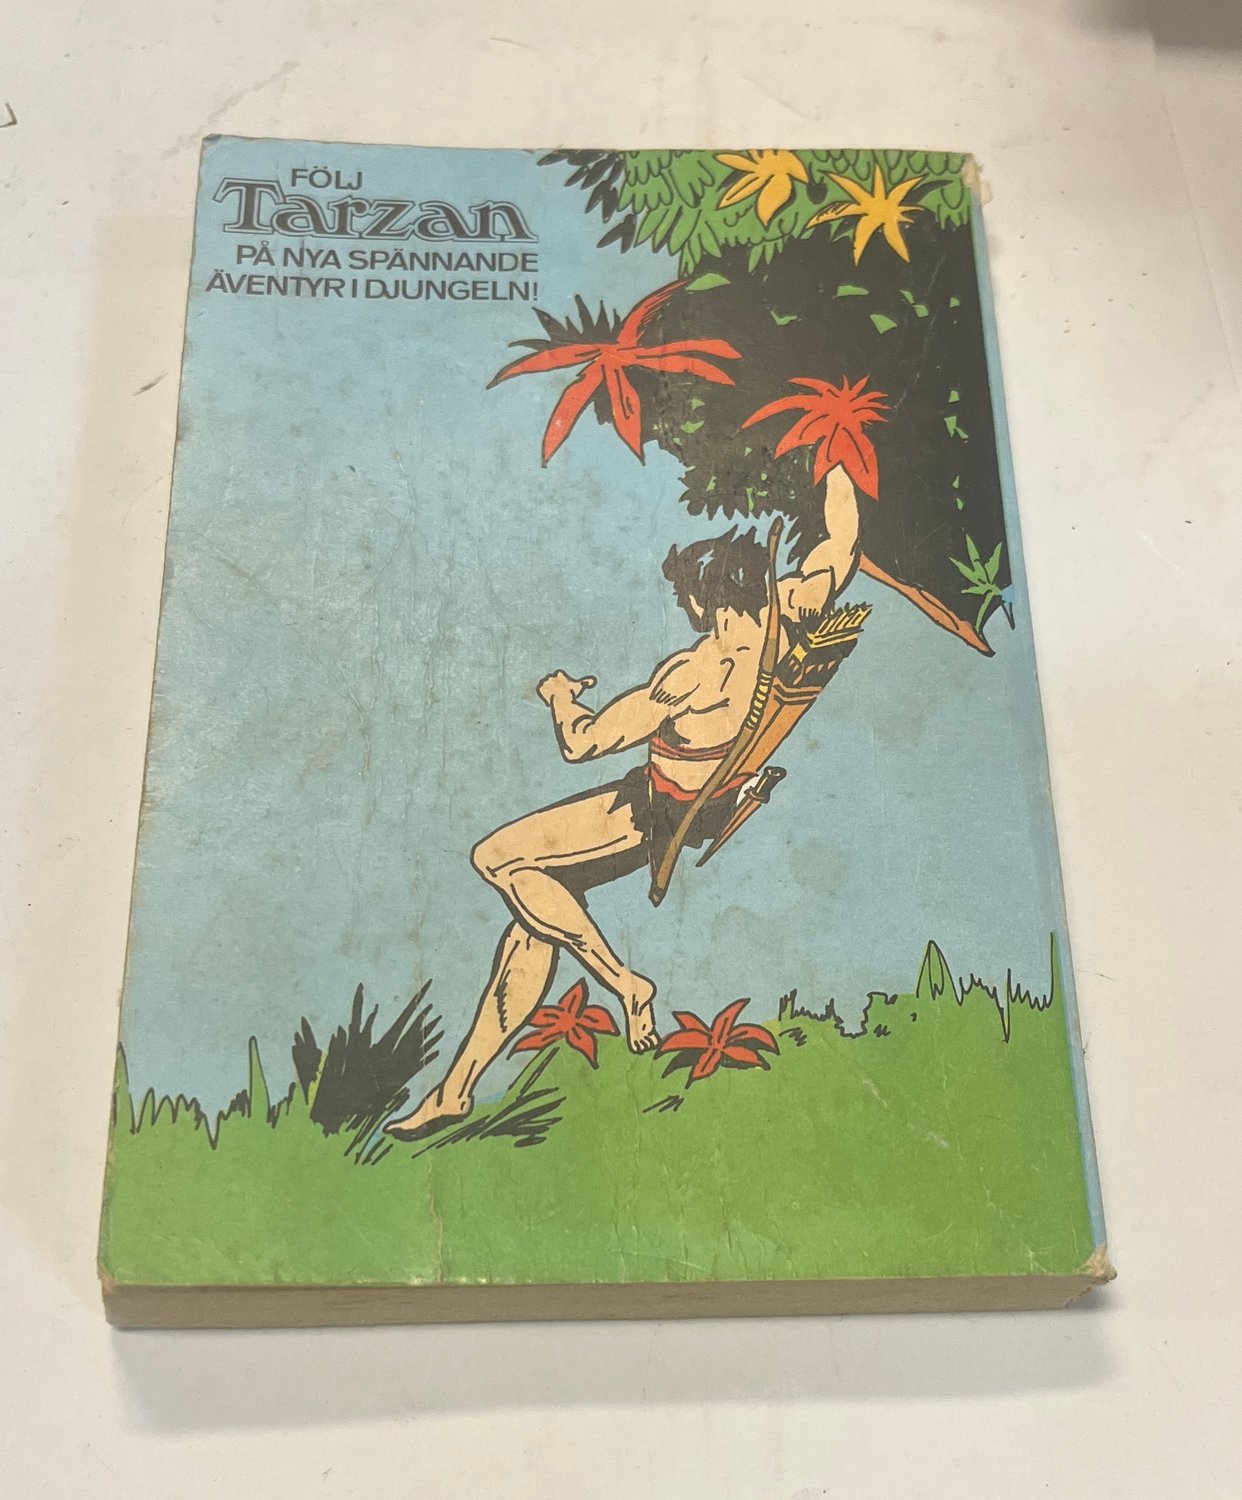 FÖLJ
Tarzan
PÅ NYA SPÄNNANDE
ÄVENTYR I DJUNGELN!